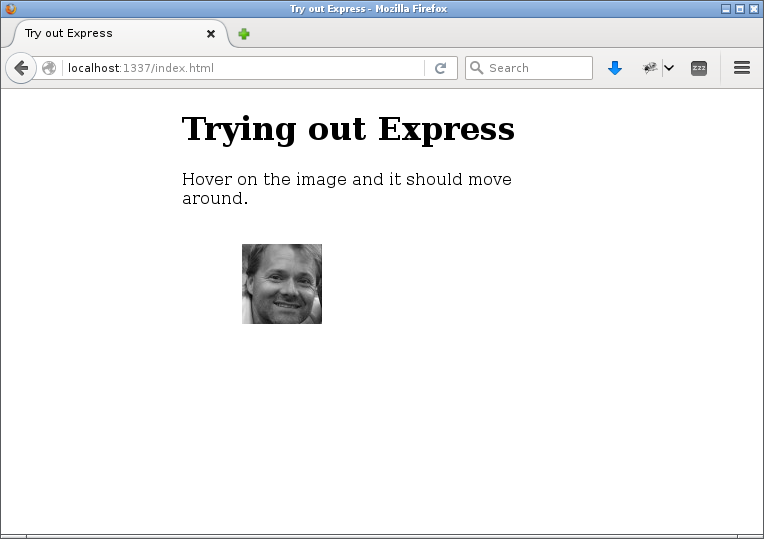 Try out Express - Mozilla Firefox
Try out Express
localhost:1337/index.html
Search
zzz
Trying out Express
Hover on the image and it should move
around.